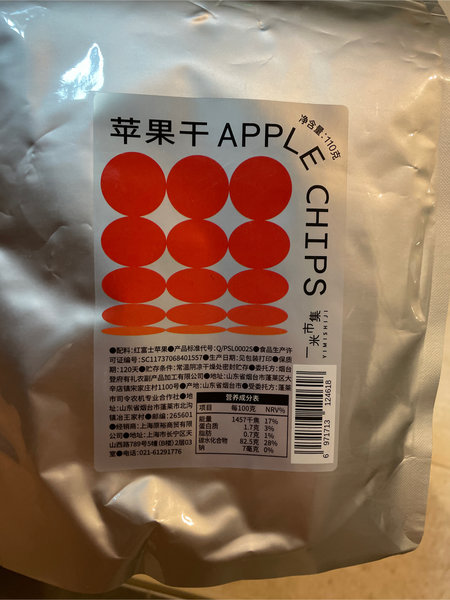 苹果干 APPLE CHIPS
净含量：110克
一米市集
YIMISHIJI
●配料：红富士苹果●产品标准代号：Q/PSL0002S●食品生产许
可证编号：SC11737068401557●生产日期：见包装打印●保质
期：120天●贮存条件：常温阴凉干燥处密封贮存●委托方：烟台
登府有礼农副产品加工有限公司●地址：山东省烟台市蓬莱区大
辛店镇宋家庄村1100号●产地：山东省烟台市●受委托方：蓬莱
市司令农机专业合作社●地
址：山东省烟台蓬莱市北沟
镇冶王家村●邮编：265601
●经销商：上海原裕商贸有限
公司●地址：上海市长宁区天
山西路789号5幢(B楼)2层03
室●电话：021-61291776
营养成分表
项目 每100克 NRV%
能量 1457千焦 17%
蛋白质 1.7克 3%
脂肪 0.7克 1%
碳水化合物 82.5克 28%
钠 7毫克 0%
6 971713 124618